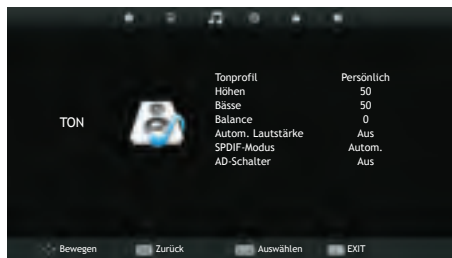 Tonprofil Persönlich
Höhen 50
Bässe 50
TON
Balance 0
Autom. Lautstärke Aus
SPDIF-Modus Autom.
AD-Schalter Aus
Bewegen Zurück Auswählen EXIT